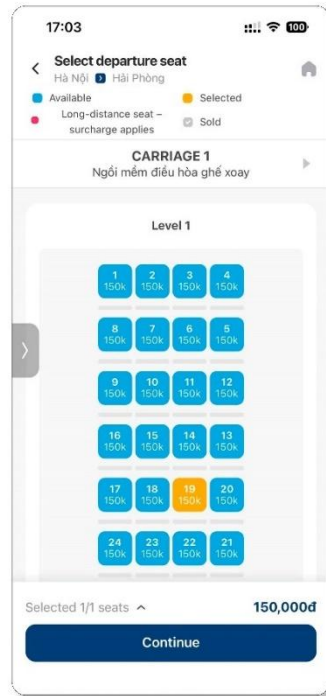 17:03
100
Select departure seat
Hà Nội Hải Phòng
Available Selected
Long-distance seat –
surcharge applies
Sold
CARRIAGE 1
Ngồi mềm điều hòa ghế xoay
Level 1
1 2 3 4
150k 150k 150k 150k
8 7 6 5
150k 150k 150k 150k
9 10 11 12
150k 150k 150k 150k
16 15 14 13
150k 150k 150k 150k
17 18 19 20
150k 150k 150k 150k
24 23 22 21
150k 150k 150k 150k
Selected 1/1 seats 150,000đ
Continue